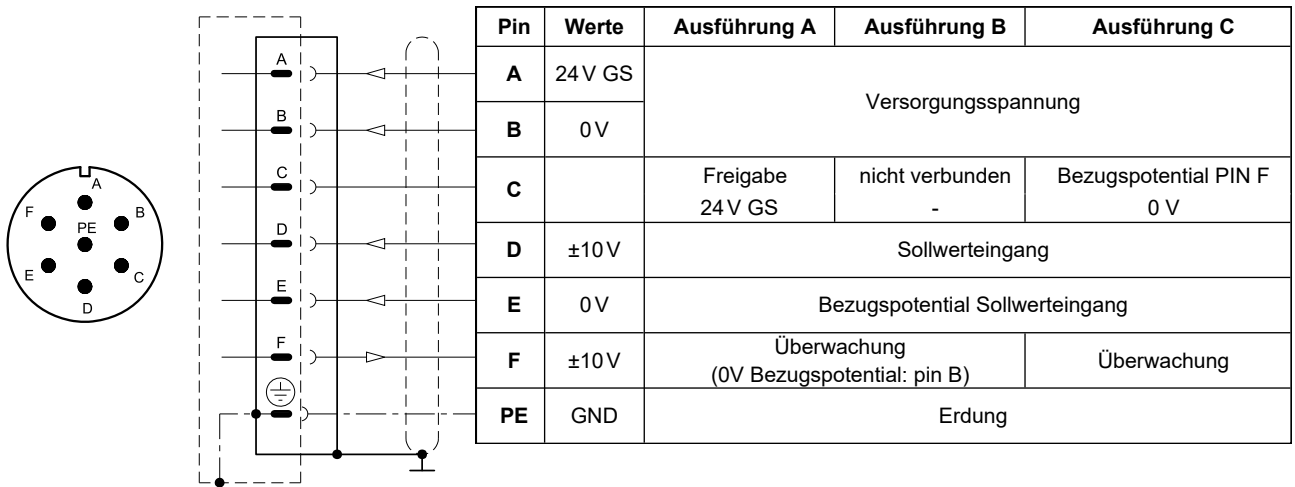 A
B
C
D
E
F
PE
A
B
C
D
E
F
Pin Werte Ausführung A Ausführung B Ausführung C
A 24 V GS Versorgungsspannung
B 0 V
C Freigabe nicht verbunden Bezugspotential PIN F
24 V GS - 0 V
D ±10 V Sollwerteingang
E 0 V Bezugspotential Sollwerteingang
F ±10 V Überwachung Überwachung
(0V Bezugspotential: pin B)
PE GND Erdung